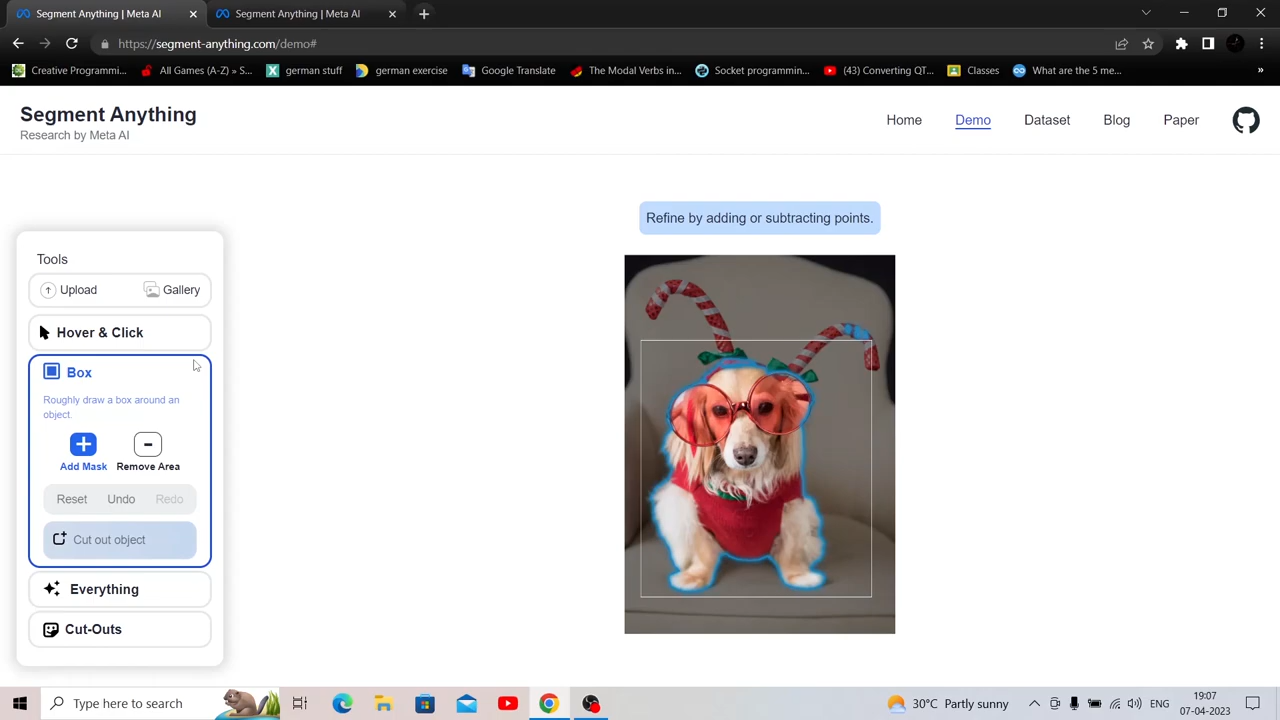 Segment Anything | Meta AI
Segment Anything | Meta AI
https://segment-anything.com/demo#
Creative Programmi...
All Games (A-Z) » S...
german stuff
german exercise
Google Translate
The Modal Verbs in...
Socket programmin...
(43) Converting QT...
Classes
What are the 5 me...
»
Segment Anything
Research by Meta AI
Home
Demo
Dataset
Blog
Paper
Refine by adding or subtracting points.
Tools
Upload
Gallery
Hover & Click
Box
Roughly draw a box around an
object.
Add Mask
Remove Area
Reset
Undo
Redo
Cut out object
Everything
Cut-Outs
Type here to search
30°C Partly sunny
ENG
19:07
07-04-2023